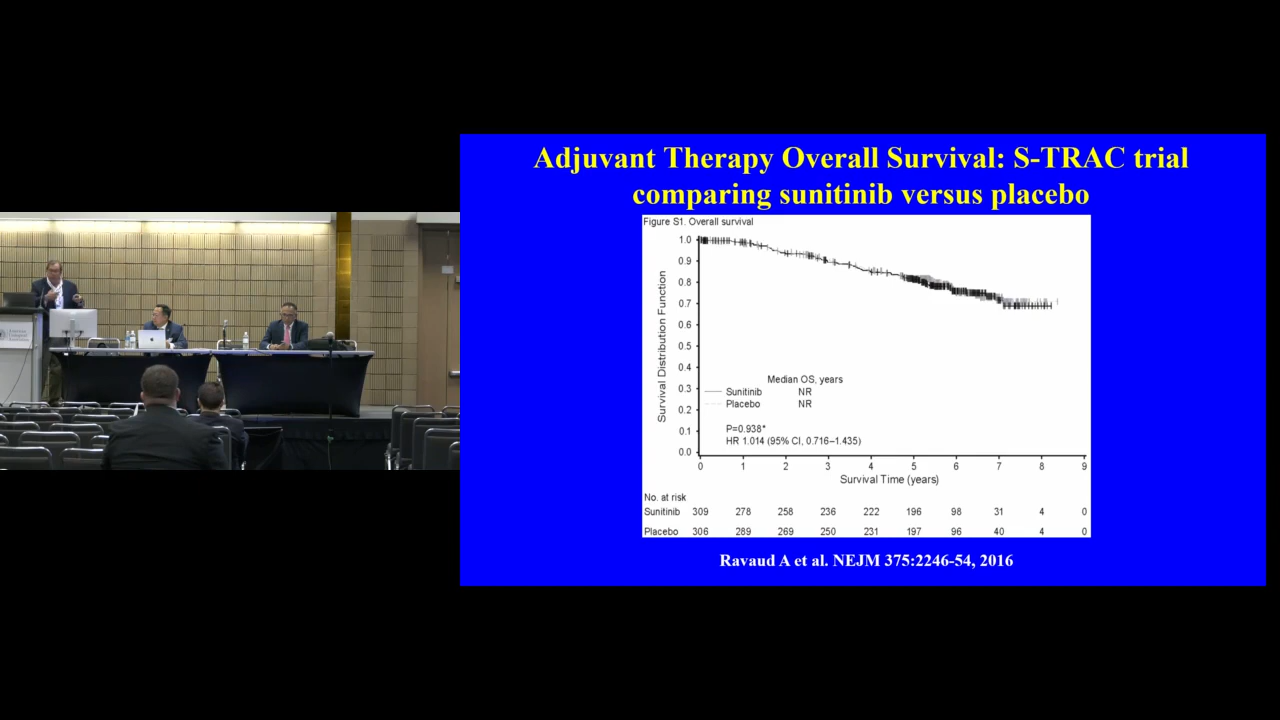 Adjuvant Therapy Overall Survival: S-TRAC trial
comparing sunitinib versus placebo
Figure S1. Overall survival
Survival Distribution Function
1.0
0.9
0.8
0.7
0.6
0.5
0.4
0.3
0.2
0.1
0.0
Median OS, years
Sunitinib NR
Placebo NR
P=0.938*
HR 1.014 (95% CI, 0.716–1.435)
0 1 2 3 4 5 6 7 8 9
Survival Time (years)
No. at risk
Sunitinib 309 278 258 236 222 196 98 31 4 0
Placebo 306 289 269 250 231 197 96 40 4 0
Ravaud A et al. NEJM 375:2246-54, 2016